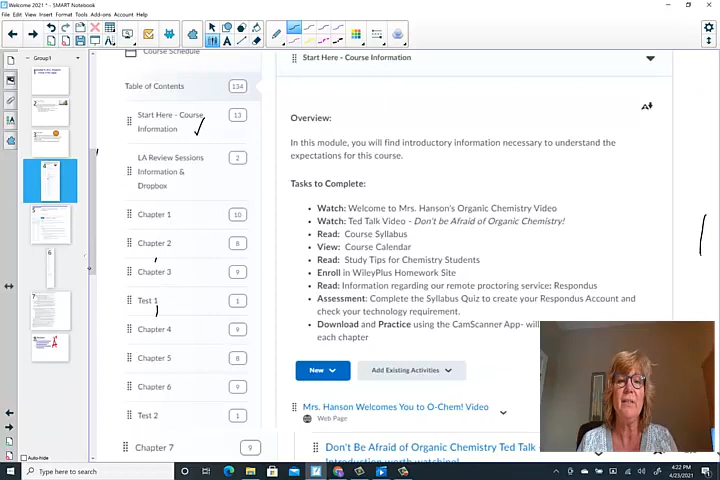 Welcome 2021 * - SMART Notebook
File Edit View Insert Format Tools Add-ons Account Help
Group1
Course Schedule
Table of Contents 134
Start Here - Course Information 13
LA Review Sessions Information & Dropbox 2
Chapter 1 10
Chapter 2 8
Chapter 3 9
Test 1 1
Chapter 4 9
Chapter 5 8
Chapter 6 9
Test 2 1
Chapter 7 9
Start Here - Course Information
Overview:
In this module, you will find introductory information necessary to understand the
expectations for this course.
Tasks to Complete:
Watch: Welcome to Mrs. Hanson's Organic Chemistry Video
Watch: Ted Talk Video - Don't be Afraid of Organic Chemistry!
Read: Course Syllabus
View: Course Calendar
Read: Study Tips for Chemistry Students
Enroll in WileyPlus Homework Site
Read: Information regarding our remote proctoring service: Respondus
Assessment: Complete the Syllabus Quiz to create your Respondus Account and
check your technology requirement.
Download and Practice using the CamScanner App- will
each chapter
New
Add Existing Activities
Mrs. Hanson Welcomes You to O-Chem! Video
Web Page
Don't Be Afraid of Organic Chemistry Ted Talk
Introduction worth watching!
Auto-hide
Type here to search
4:22 PM
4/23/2021